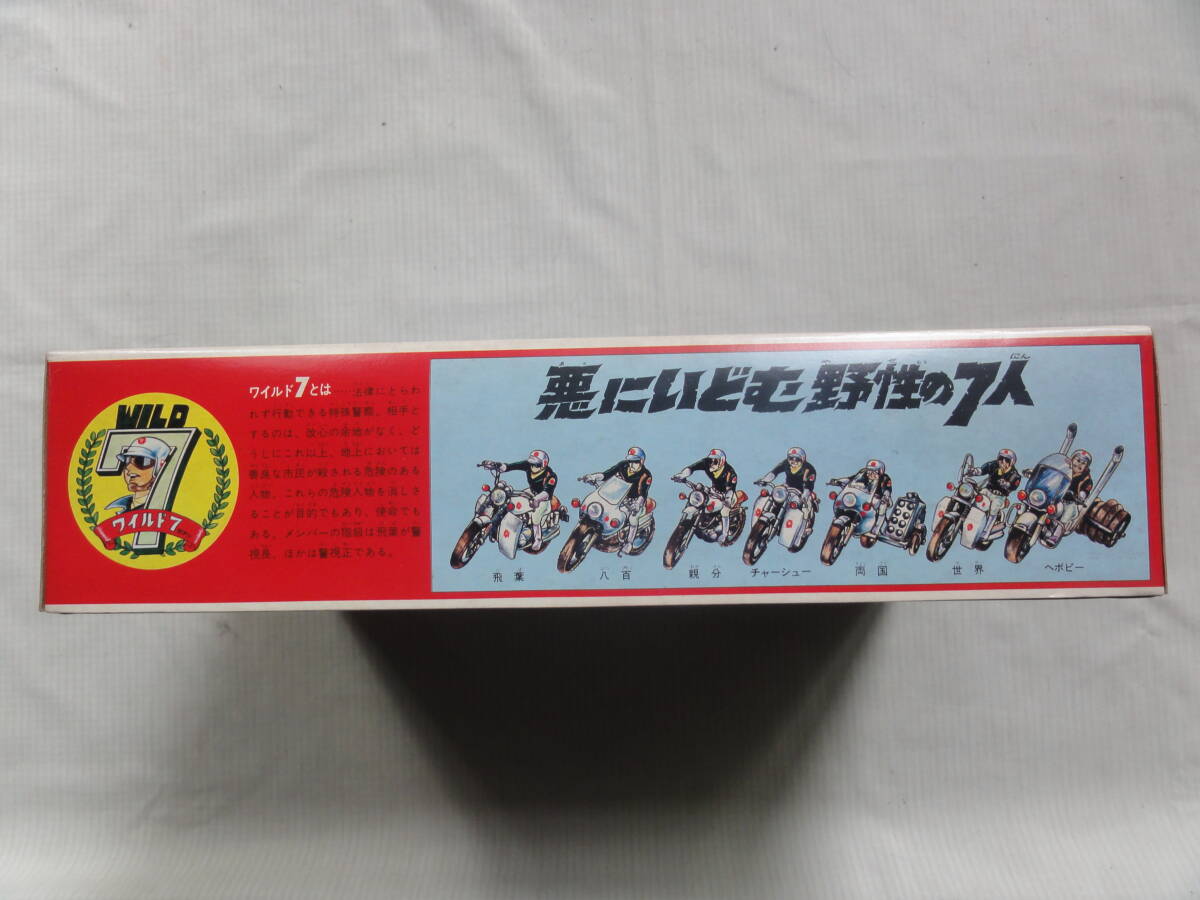 WILD
7
ワイルド7
ワイルド7とは……法律にとらわ
れず行動できる特殊警察。相手と
するのは、改心の余地がなく、ど
うじにこれ以上、地上においては
善良な市民が殺される危険のある
人物。これらの危険人物を消しさ
ることが目的でもあり、使命でも
ある。メンバーの階級は飛葉が警
視長、ほかは警視正である。
悪にいどむ野性の7人
飛葉
八百
親分
チャーシュー
両国
世界
ヘボピー